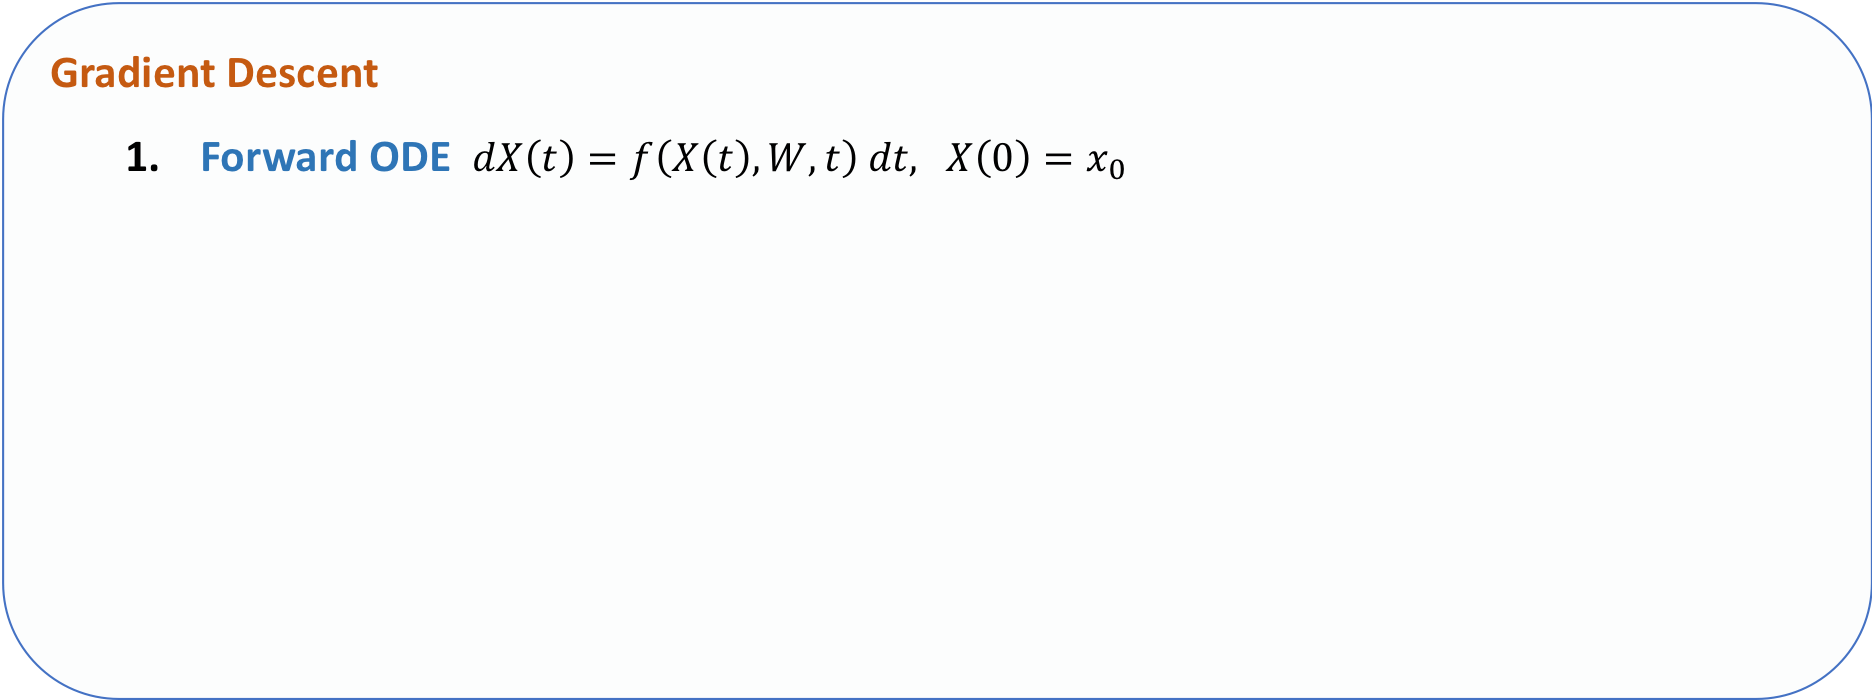 Gradient Descent
1. Forward ODE dX(t) = f(X(t), W, t) dt, X(0) = x₀